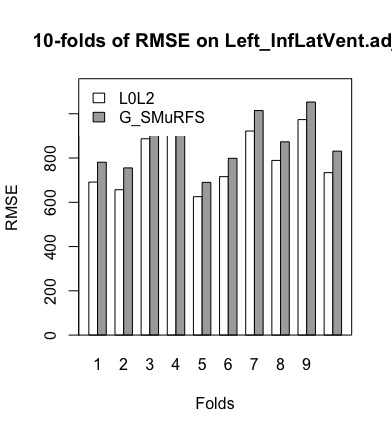 10-folds of RMSE on Left_InfLatVent.adj
L0L2
G_SMuRFS
800
600
400
200
0
RMSE
1 2 3 4 5 6 7 8 9
Folds